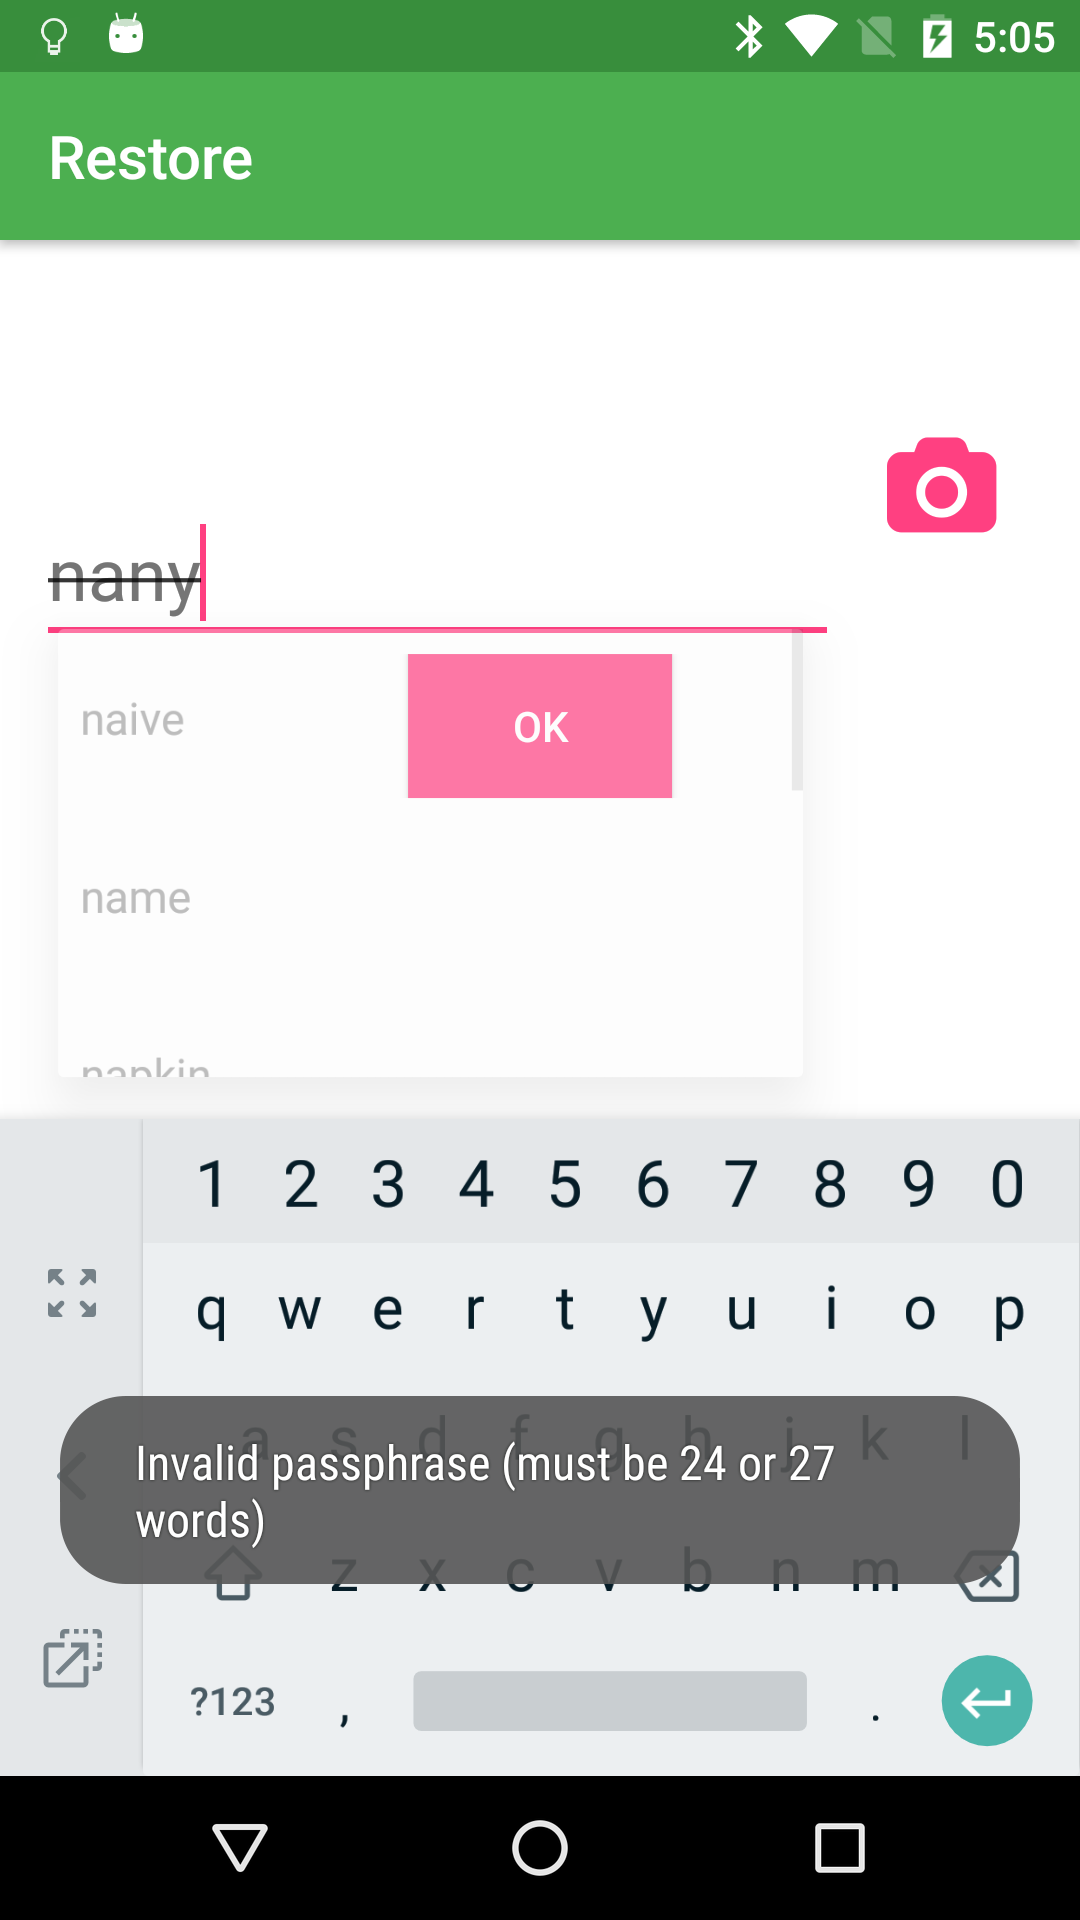 5:05
Restore
nany
naive
OK
name
napkin
1 2 3 4 5 6 7 8 9 0
q w e r t y u i o p
a s d f g h j k l
Invalid passphrase (must be 24 or 27
words)
z x c v b n m
?123 , .